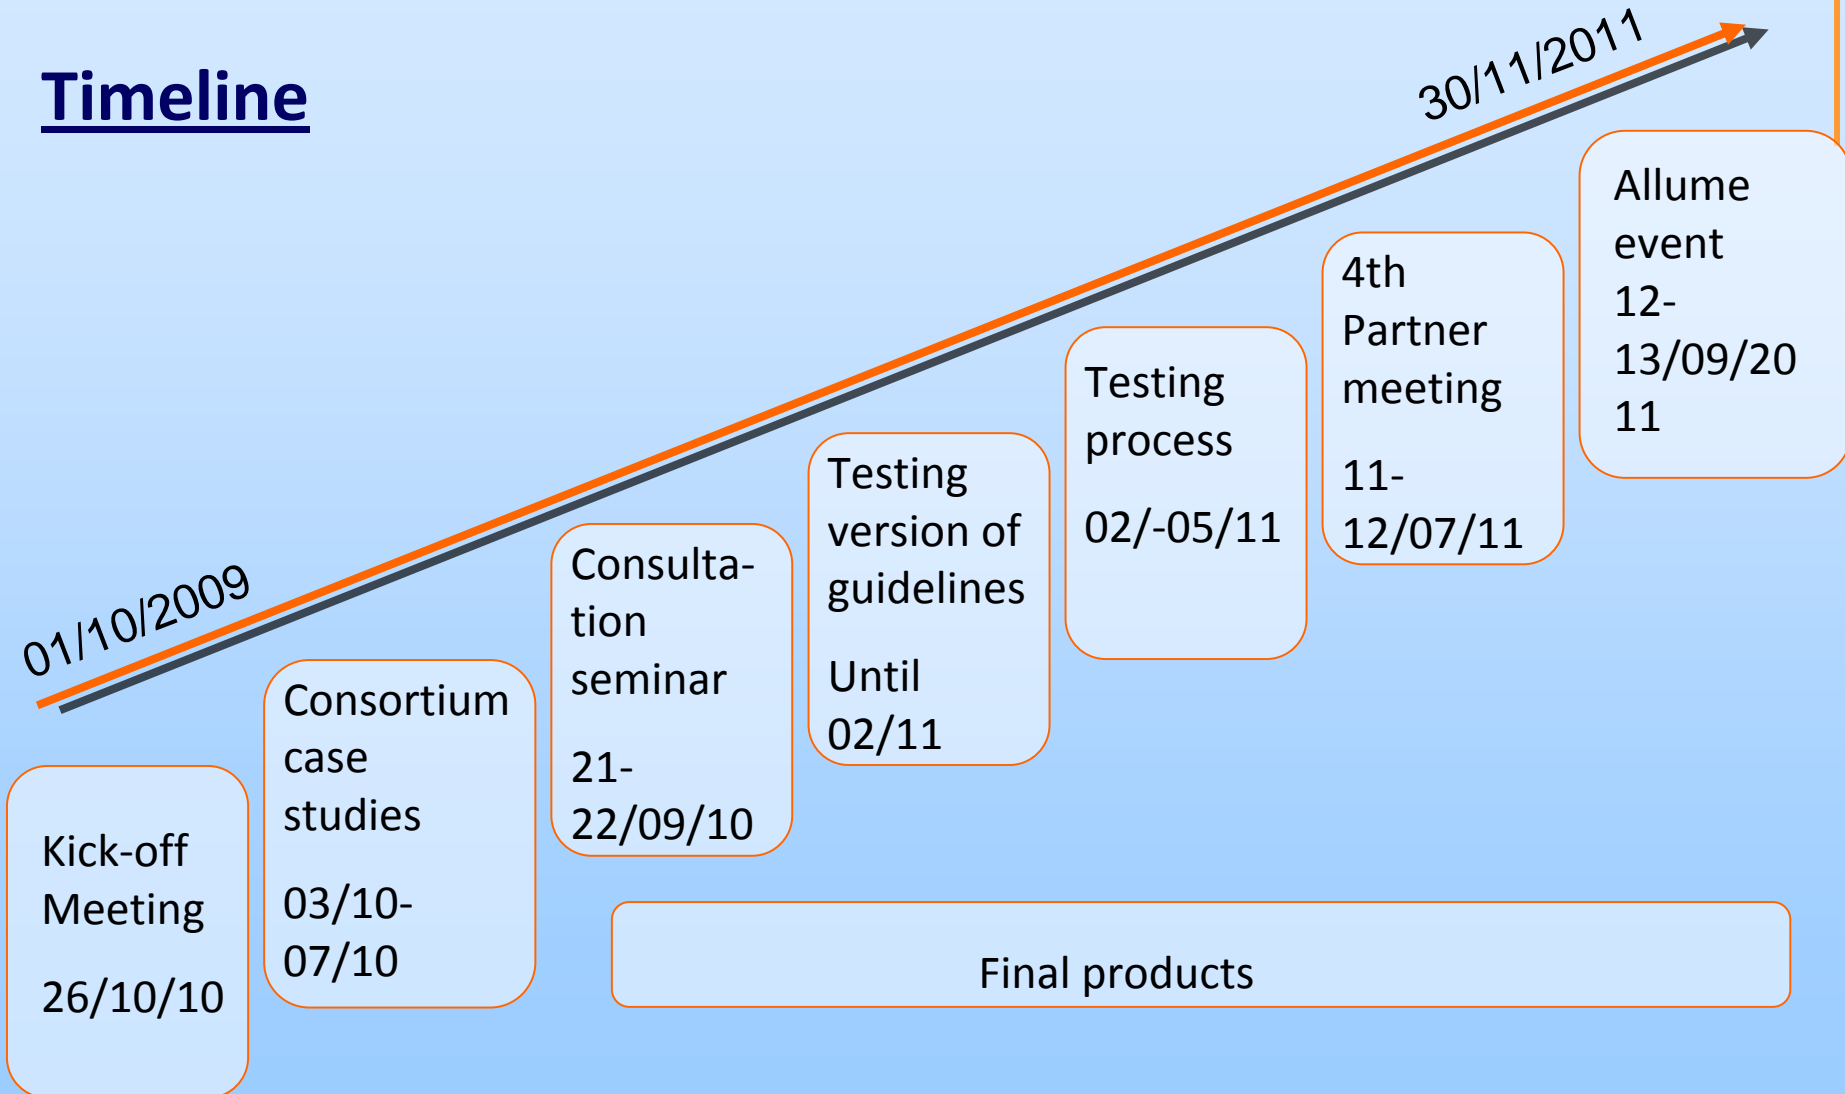 Timeline
01/10/2009
30/11/2011
Kick-off
Meeting
26/10/10
Consortium
case
studies
03/10-
07/10
Consulta-
tion
seminar
21-
22/09/10
Testing
version of
guidelines
Until
02/11
Testing
process
02/-05/11
4th
Partner
meeting
11-
12/07/11
Allume
event
12-
13/09/20
11
Final products